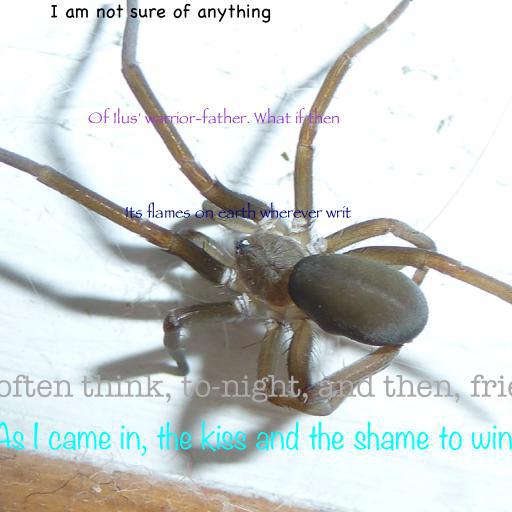 I am not sure of anything
Of Ilus' warrior-father. What if then
Its flames on earth wherever writ
often think, to-night, and then, frie
As I came in, the kiss and the shame to win